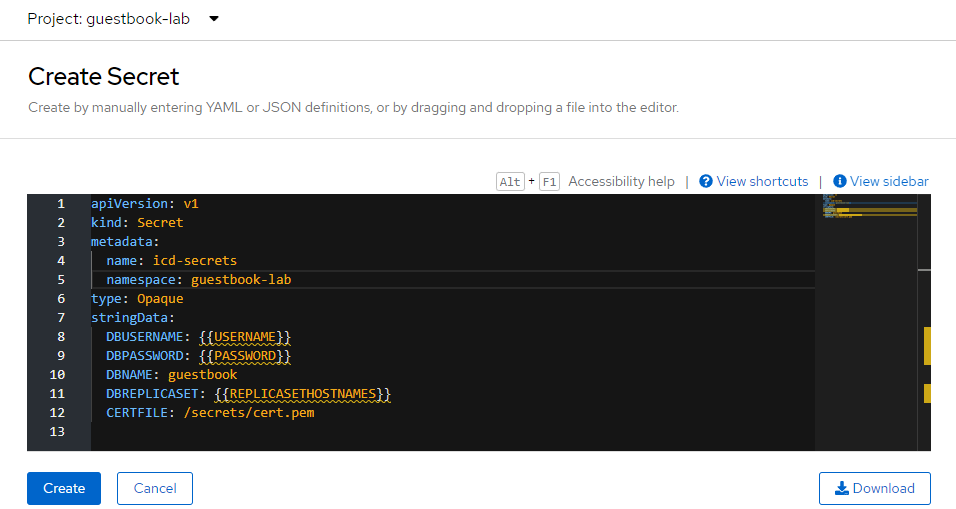 Project: guestbook-lab
Create Secret
Create by manually entering YAML or JSON definitions, or by dragging and dropping a file into the editor.
Alt + F1 Accessibility help | View shortcuts | View sidebar
1 apiVersion: v1
2 kind: Secret
3 metadata:
4   name: icd-secrets
5   namespace: guestbook-lab
6 type: Opaque
7 stringData:
8   DBUSERNAME: {{USERNAME}}
9   DBPASSWORD: {{PASSWORD}}
10   DBNAME: guestbook
11   DBREPLICASET: {{REPLICASETHOSTNAMES}}
12   CERTFILE: /secrets/cert.pem
13
Create Cancel Download